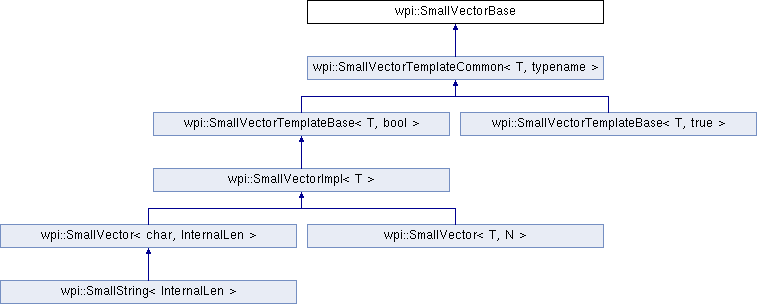 wpi::SmallVectorBase
wpi::SmallVectorTemplateCommon< T, typename >
wpi::SmallVectorTemplateBase< T, bool >
wpi::SmallVectorTemplateBase< T, true >
wpi::SmallVectorImpl< T >
wpi::SmallVector< char, InternalLen >
wpi::SmallVector< T, N >
wpi::SmallString< InternalLen >